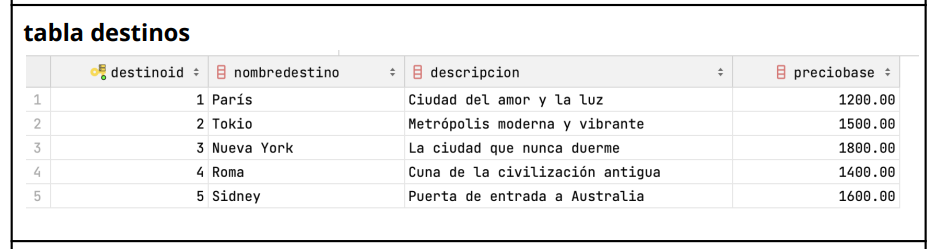 tabla destinos
destinoid nombredestino descripcion preciobase
1 1 París Ciudad del amor y la luz 1200.00
2 2 Tokio Metrópolis moderna y vibrante 1500.00
3 3 Nueva York La ciudad que nunca duerme 1800.00
4 4 Roma Cuna de la civilización antigua 1400.00
5 5 Sidney Puerta de entrada a Australia 1600.00